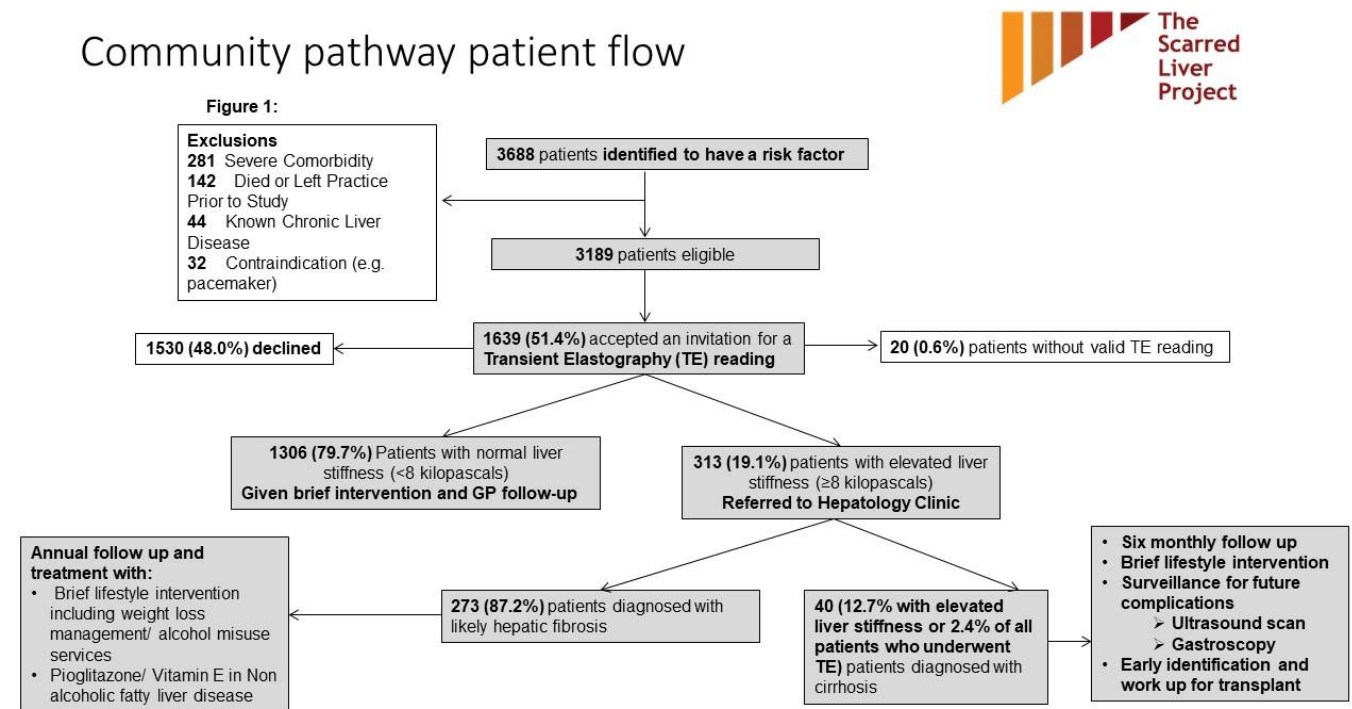 Community pathway patient flow
The
Scarred
Liver
Project
Figure 1:
Exclusions
281 Severe Comorbidity
142 Died or Left Practice
Prior to Study
44 Known Chronic Liver
Disease
32 Contraindication (e.g.
pacemaker)
3688 patients identified to have a risk factor
3189 patients eligible
1530 (48.0%) declined
1639 (51.4%) accepted an invitation for a
Transient Elastography (TE) reading
20 (0.6%) patients without valid TE reading
1306 (79.7%) Patients with normal liver
stiffness (<8 kilopascals)
Given brief intervention and GP follow-up
313 (19.1%) patients with elevated liver
stiffness (≥8 kilopascals)
Referred to Hepatology Clinic
Annual follow up and
treatment with:
• Brief lifestyle intervention
including weight loss
management/ alcohol misuse
services
• Pioglitazone/ Vitamin E in Non
alcoholic fatty liver disease
273 (87.2%) patients diagnosed with
likely hepatic fibrosis
40 (12.7% with elevated
liver stiffness or 2.4% of all
patients who underwent
TE) patients diagnosed with
cirrhosis
• Six monthly follow up
• Brief lifestyle intervention
• Surveillance for future
complications
➢ Ultrasound scan
➢ Gastroscopy
• Early identification and
work up for transplant